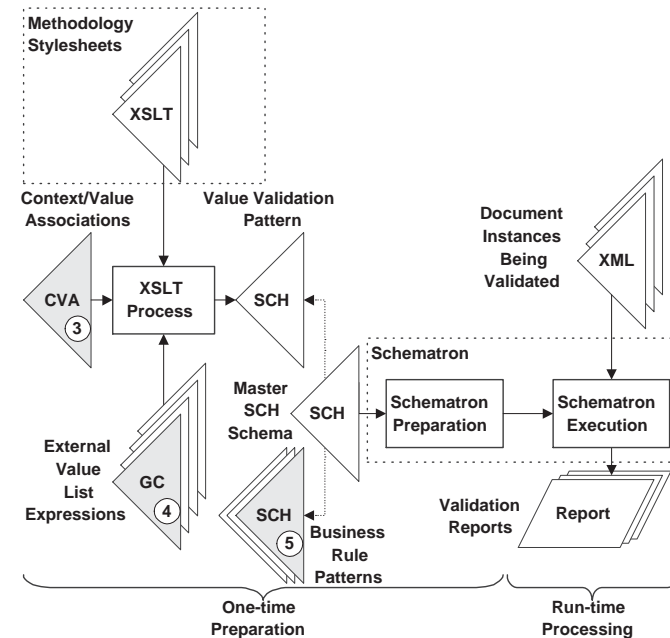 Methodology
Stylesheets
XSLT
Context/Value
Associations
Value Validation
Pattern
Document
Instances
Being
Validated
XML
CVA
3
XSLT
Process
SCH
Schematron
Master
SCH
Schema
SCH
Schematron
Preparation
Schematron
Execution
External
Value
List
Expressions
GC
4
SCH
5
Business
Rule
Patterns
Validation
Reports
Report
One-time
Preparation
Run-time
Processing